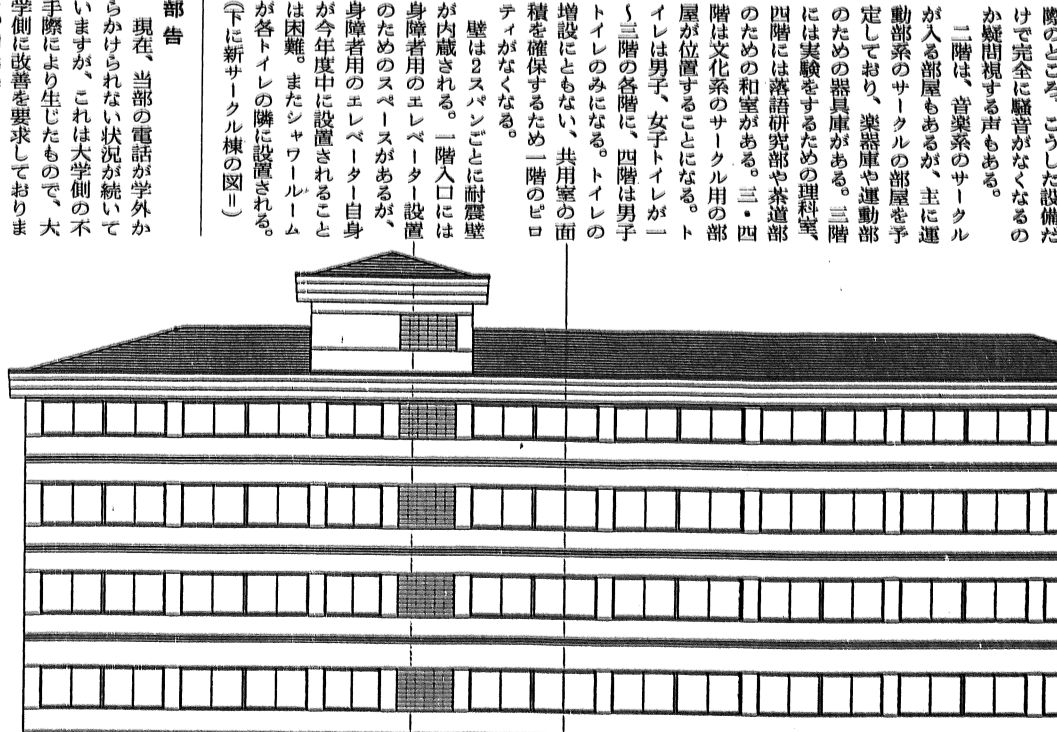 際のところ、こうした設備だ
けで完全に騒音がなくなるの
か疑問視する声もある。
二階は、音楽系のサークル
が入る部屋もあるが、主に運
動部系のサークルの部屋を予
定しており、楽器庫や運動部
のための器具庫がある。三階
には実験をするための理科室、
四階には落語研究部や茶道部
のための和室がある。三・四
階は文化系のサークル用の部
屋が位置することになる。ト
イレは男子、女子トイレが一
〜三階の各階に、四階は男子
トイレのみになる。トイレの
増設にともない、共用室の面
積を確保するため一階のピロ
ティがなくなる。
壁は2スパンごとに耐震壁
が内蔵される。一階入口には
身障者用のエレベーター設置
のためのスペースがあるが、
身障者用のエレベーター自身
が今年度中に設置されること
は困難。またシャワールーム
が各トイレの隣に設置される。
（下に新サークル棟の図＝）
部告
現在、当部の電話が学外か
らかけられない状況が続いて
いますが、これは大学側の不
手際により生じたもので、大
学側に改善を要求しておりま